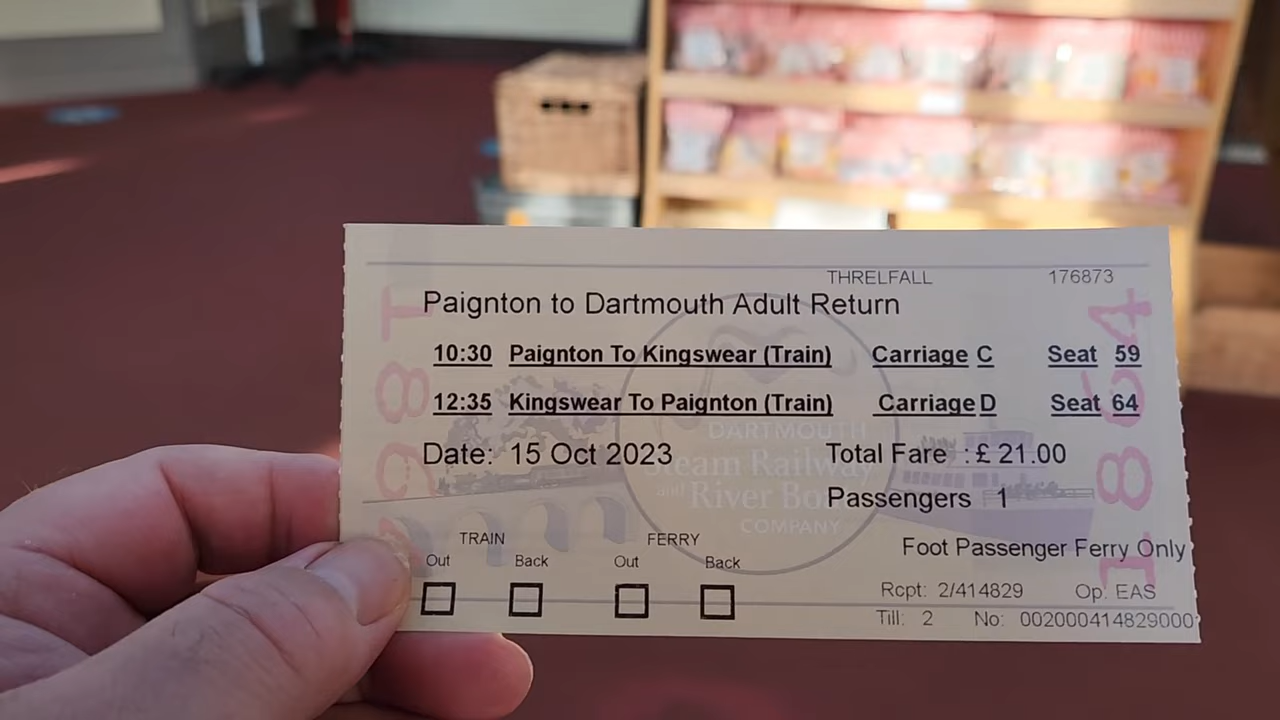 THRELFALL 176873
Paignton to Dartmouth Adult Return
10:30 Paignton To Kingswear (Train) Carriage C Seat 59
12:35 Kingswear To Paignton (Train) Carriage D Seat 64
DARTMOUTH
Date: 15 Oct 2023 Total Fare : £ 21.00
Steam Railway
and River Boat
Passengers 1
COMPANY
Foot Passenger Ferry Only
TRAIN FERRY
Out Back Out Back
Rcpt: 2/414829 Op: EAS
Till: 2 No: 002000414829000